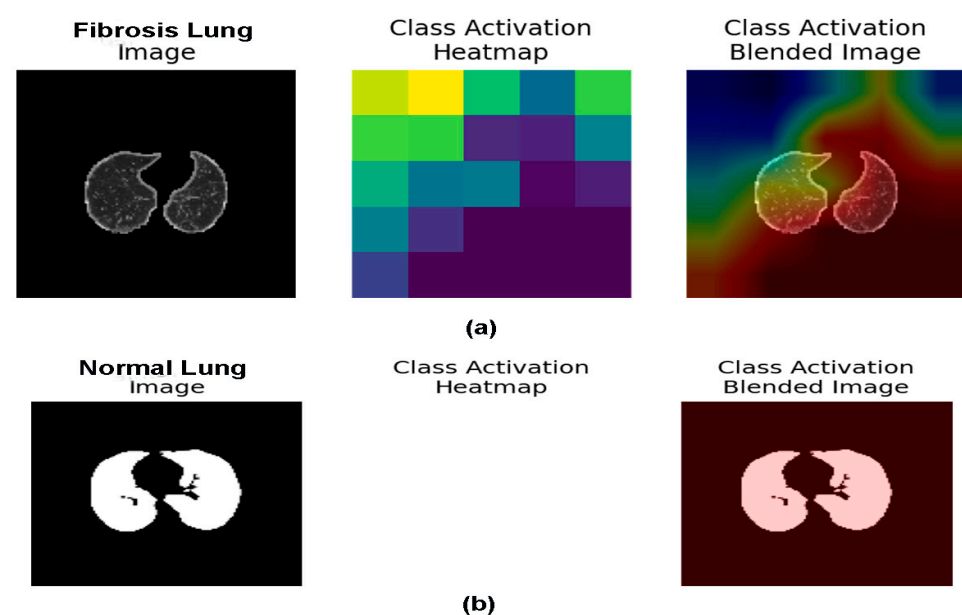 Fibrosis Lung
Image
Class Activation
Heatmap
Class Activation
Blended Image
(a)
Normal Lung
Image
Class Activation
Heatmap
Class Activation
Blended Image
(b)